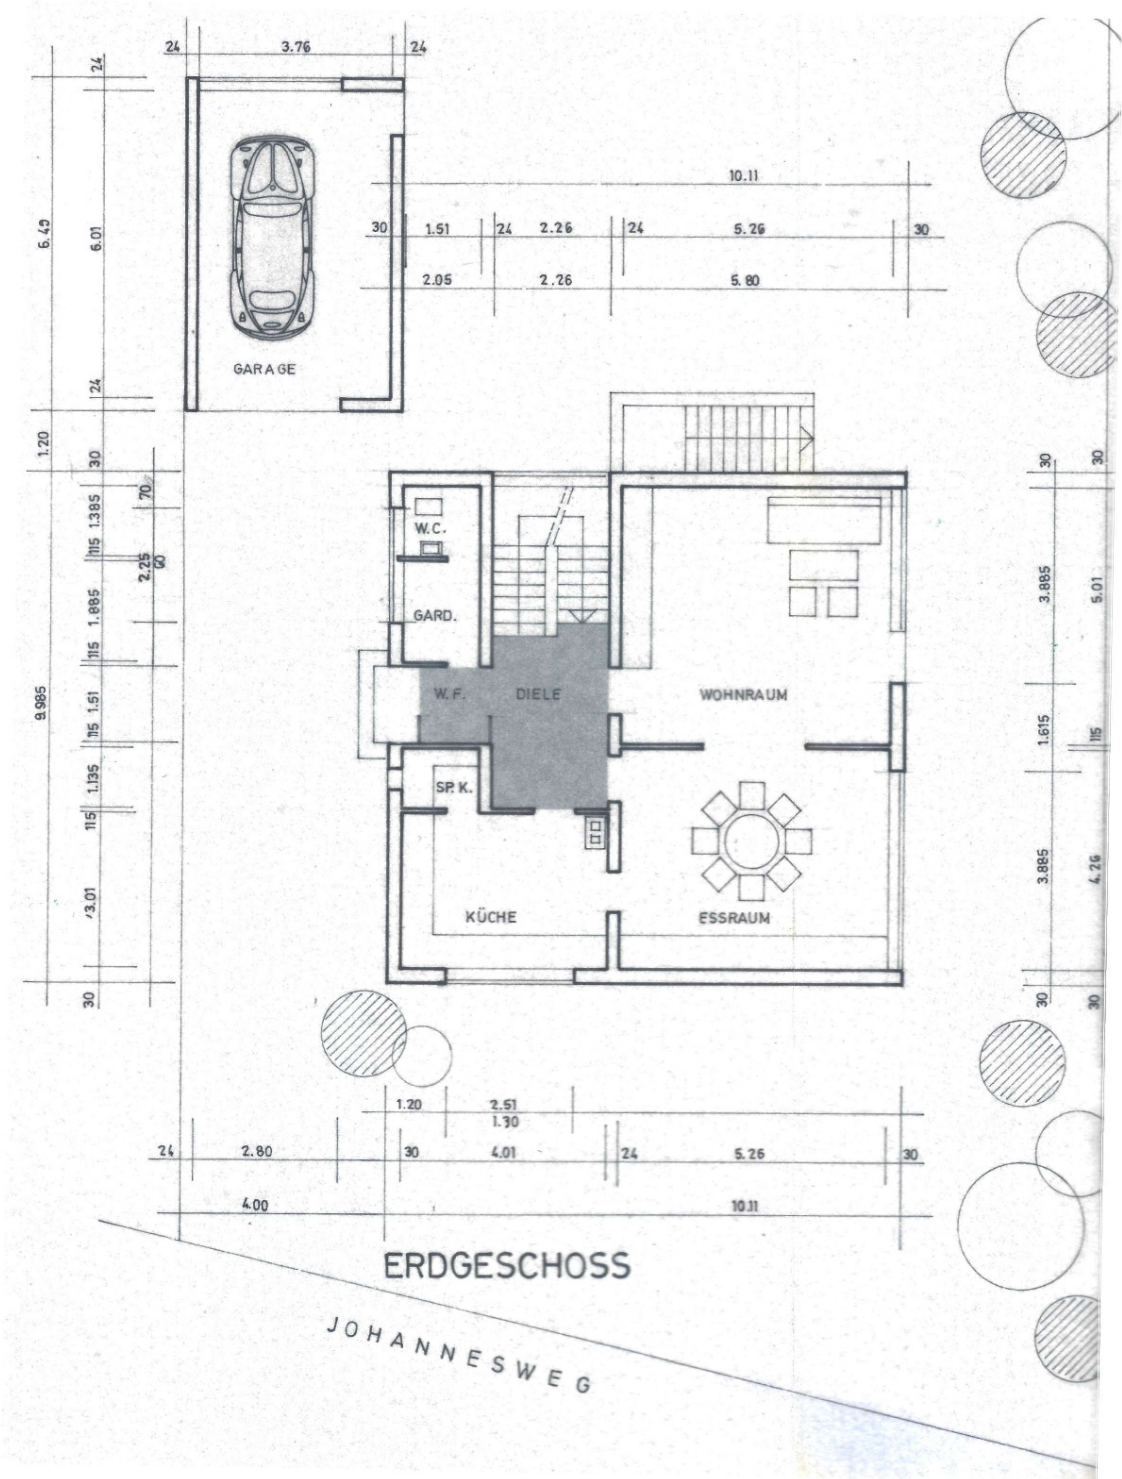 24 3.76 24
24
6.49
6.01
24
10.11
30 1.51 24 2.26 24 5.26 30
2.05 2.26 5.80
GARAGE
1.20
30
70
1.385
115
2.25
60
1.885
115
9.985
1.51
115
1.135
115
3.01
30
W.C.
GARD.
W.F. DIELE WOHNRAUM
SP.K.
KÜCHE ESSRAUM
30 30
3.885 5.01
1.615 115
3.885 4.26
30 30
1.20 2.51
1.30
24 2.80 30 4.01 24 5.26 30
4.00 10.11
ERDGESCHOSS
JOHANNESWEG